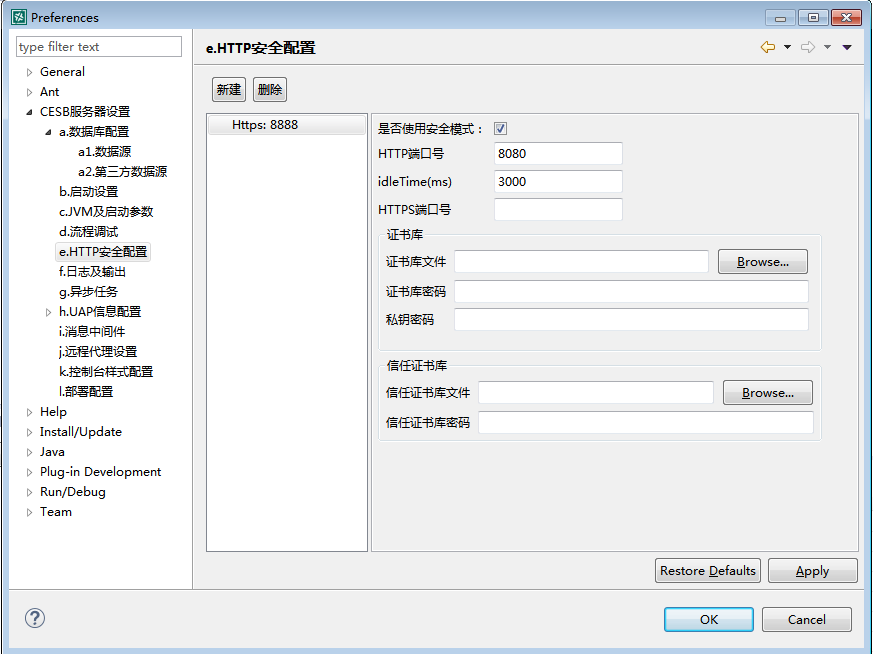 Preferences
type filter text
General
Ant
CESB服务器设置
a.数据库配置
a1.数据源
a2.第三方数据源
b.启动设置
c.JVM及启动参数
d.流程调试
e.HTTP安全配置
f.日志及输出
g.异步任务
h.UAP信息配置
i.消息中间件
j.远程代理设置
k.控制台样式配置
l.部署配置
Help
Install/Update
Java
Plug-in Development
Run/Debug
Team
e.HTTP安全配置
新建 删除
Https: 8888
是否使用安全模式：
HTTP端口号 8080
idleTime(ms) 3000
HTTPS端口号
证书库
证书库文件 Browse...
证书库密码
私钥密码
信任证书库
信任证书库文件 Browse...
信任证书库密码
Restore Defaults Apply
? OK Cancel